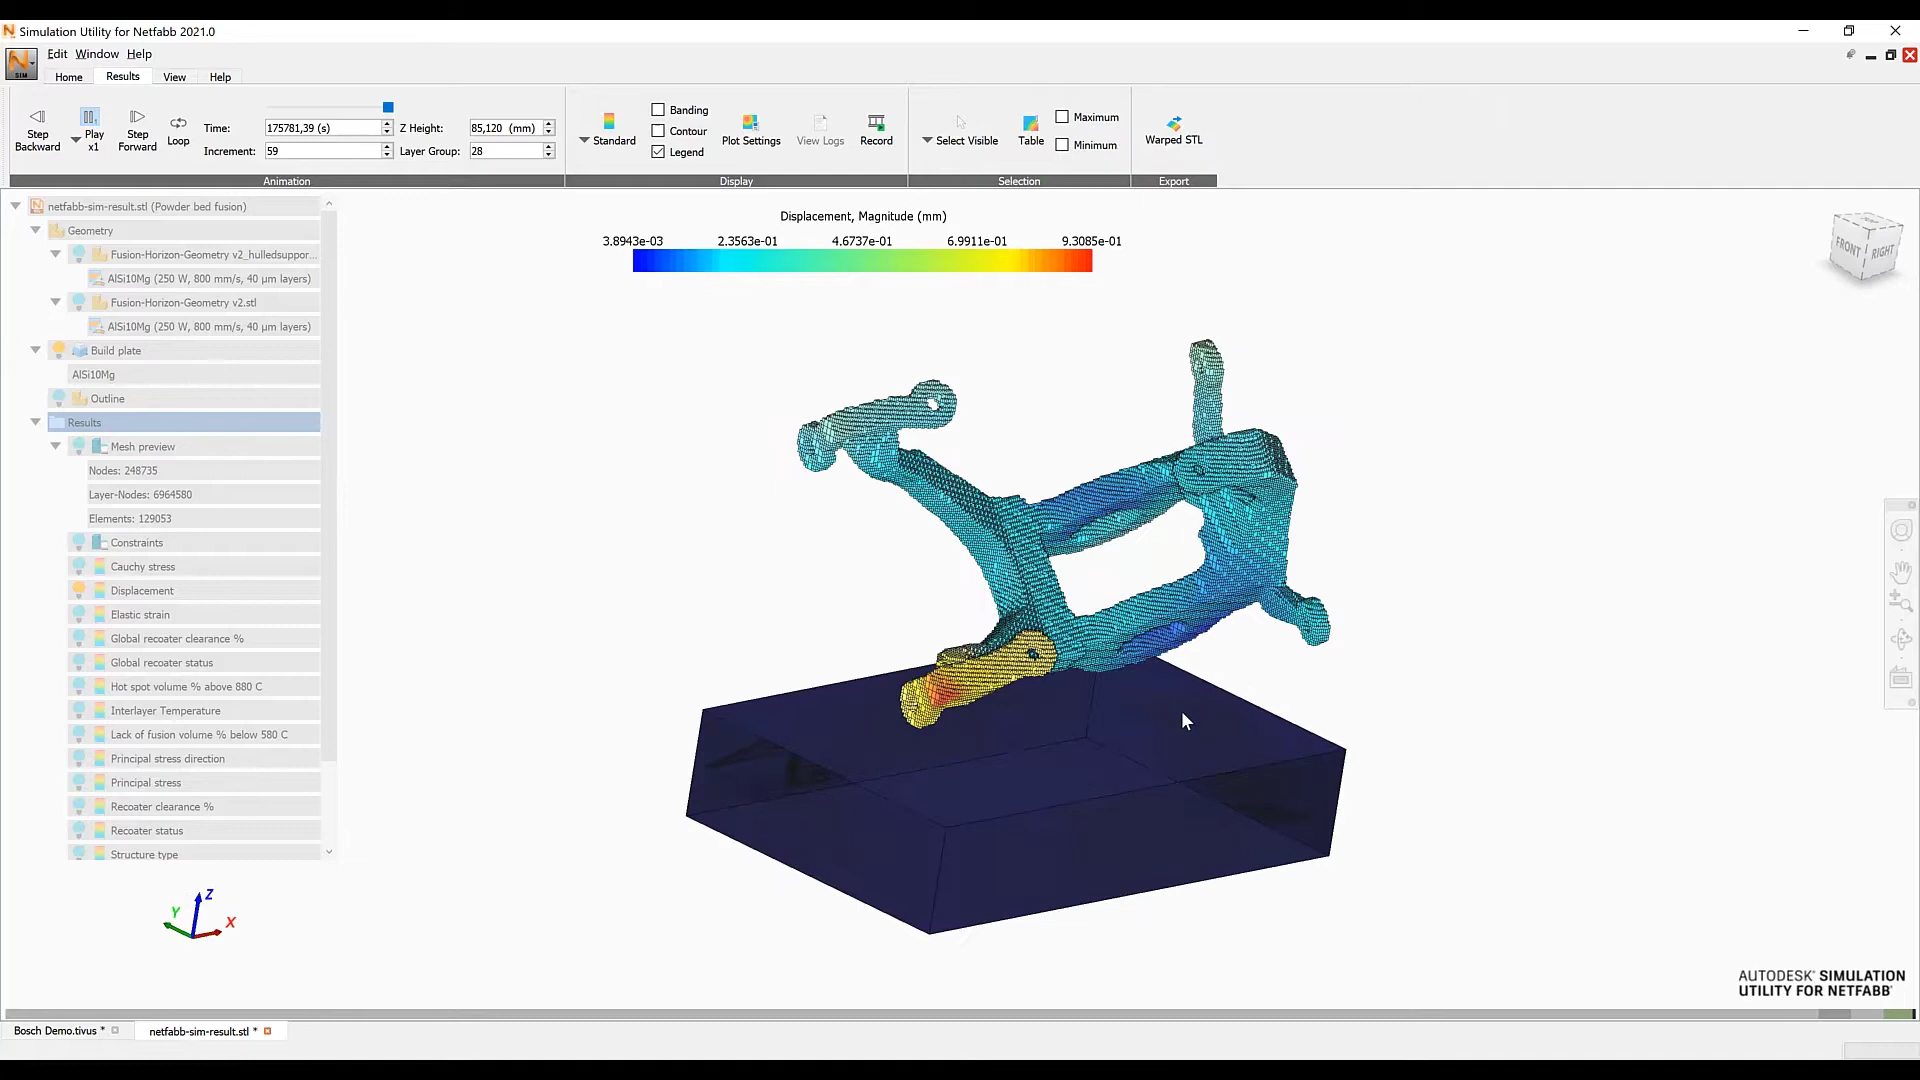 Simulation Utility for Netfabb 2021.0
Edit Window Help
SIM
Home Results View Help
Step Backward
Play x1
Step Forward
Loop
Time: 175781,39 (s)
Increment: 59
Z Height: 85,120 (mm)
Layer Group: 28
Animation
Standard
Banding
Contour
Legend
Plot Settings
View Logs
Record
Display
Select Visible
Table
Maximum
Minimum
Selection
Warped STL
Export
netfabb-sim-result.stl (Powder bed fusion)
Geometry
Fusion-Horizon-Geometry v2_hulledsuppor...
AlSi10Mg (250 W, 800 mm/s, 40 µm layers)
Fusion-Horizon-Geometry v2.stl
AlSi10Mg (250 W, 800 mm/s, 40 µm layers)
Build plate
AlSi10Mg
Outline
Results
Mesh preview
Nodes: 248735
Layer-Nodes: 6964580
Elements: 129053
Constraints
Cauchy stress
Displacement
Elastic strain
Global recoater clearance %
Global recoater status
Hot spot volume % above 880 C
Interlayer Temperature
Lack of fusion volume % below 580 C
Principal stress direction
Principal stress
Recoater clearance %
Recoater status
Structure type
Displacement, Magnitude (mm)
3.8943e-03 2.3563e-01 4.6737e-01 6.9911e-01 9.3085e-01
FRONT RIGHT
Z
Y
X
AUTODESK® SIMULATION
UTILITY FOR NETFABB®
Bosch Demo.tivus * netfabb-sim-result.stl *